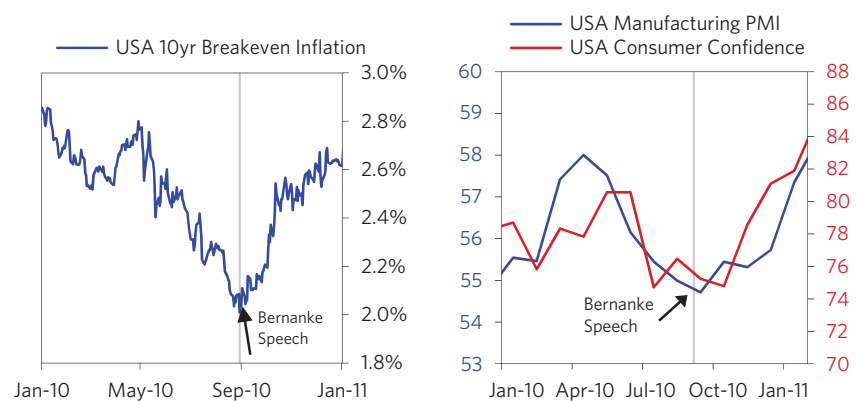 USA 10yr Breakeven Inflation
3.0%
2.8%
2.6%
2.4%
2.2%
2.0%
1.8%
Bernanke
Speech
Jan-10 May-10 Sep-10 Jan-11
USA Manufacturing PMI
USA Consumer Confidence
60
59
58
57
56
55
54
53
88
86
84
82
80
78
76
74
72
70
Bernanke
Speech
Jan-10 Apr-10 Jul-10 Oct-10 Jan-11